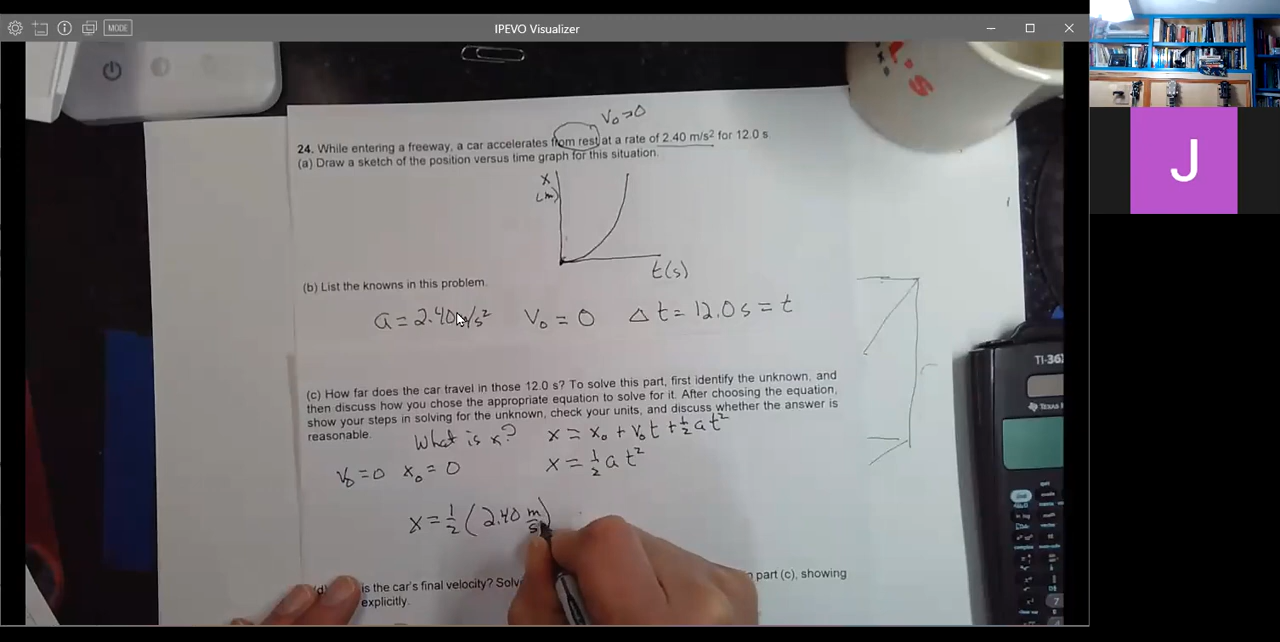 IPEVO Visualizer
MODE
V₀ → 0
24. While entering a freeway, a car accelerates from rest at a rate of 2.40 m/s² for 12.0 s
(a) Draw a sketch of the position versus time graph for this situation.
x
(m)
t(s)
(b) List the knowns in this problem.
a = 2.40 m/s² V₀ = 0 Δt = 12.0 s = t
(c) How far does the car travel in those 12.0 s? To solve this part, first identify the unknown, and
then discuss how you chose the appropriate equation to solve for it. After choosing the equation,
show your steps in solving for the unknown, check your units, and discuss whether the answer is
reasonable.
What is x? x = x₀ + V₀t + ½at²
V₀ = 0 x₀ = 0 x = ½at²
x = ½ (2.40 m/s)
is the car's final velocity? part (c), showing
explicitly.
TI-36
J